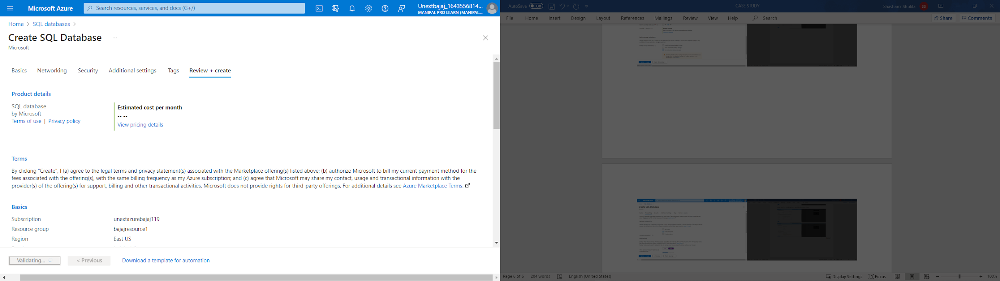 Microsoft Azure
Search resources, services, and docs (G+/)
Unextbajaj_1643556814...
MANIPAL PRO LEARN (MANIPAL...
Home > SQL databases >
Create SQL Database ...
Microsoft
Basics Networking Security Additional settings Tags Review + create
Product details
SQL database
by Microsoft
Terms of use | Privacy policy
Estimated cost per month
-- --
View pricing details
Terms
By clicking "Create", I (a) agree to the legal terms and privacy statement(s) associated with the Marketplace offering(s) listed above; (b) authorize Microsoft to bill my current payment method for the
fees associated with the offering(s), with the same billing frequency as my Azure subscription; and (c) agree that Microsoft may share my contact, usage and transactional information with the
provider(s) of the offering(s) for support, billing and other transactional activities. Microsoft does not provide rights for third-party offerings. For additional details see Azure Marketplace Terms.
Basics
Subscription unextazurebajaj119
Resource group bajajresource1
Region East US
Validating... < Previous Download a template for automation
AutoSave Off CASE STUDY Shashank Shukla SS
File Home Insert Design Layout References Mailings Review View Help Search Share Comments
Create SQL Database
Page 6 of 6 204 words English (United States) Display Settings Focus 100%